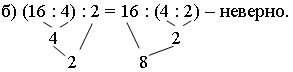 б) (16 : 4) : 2 = 16 : (4 : 2) – неверно.
4 2
2 8